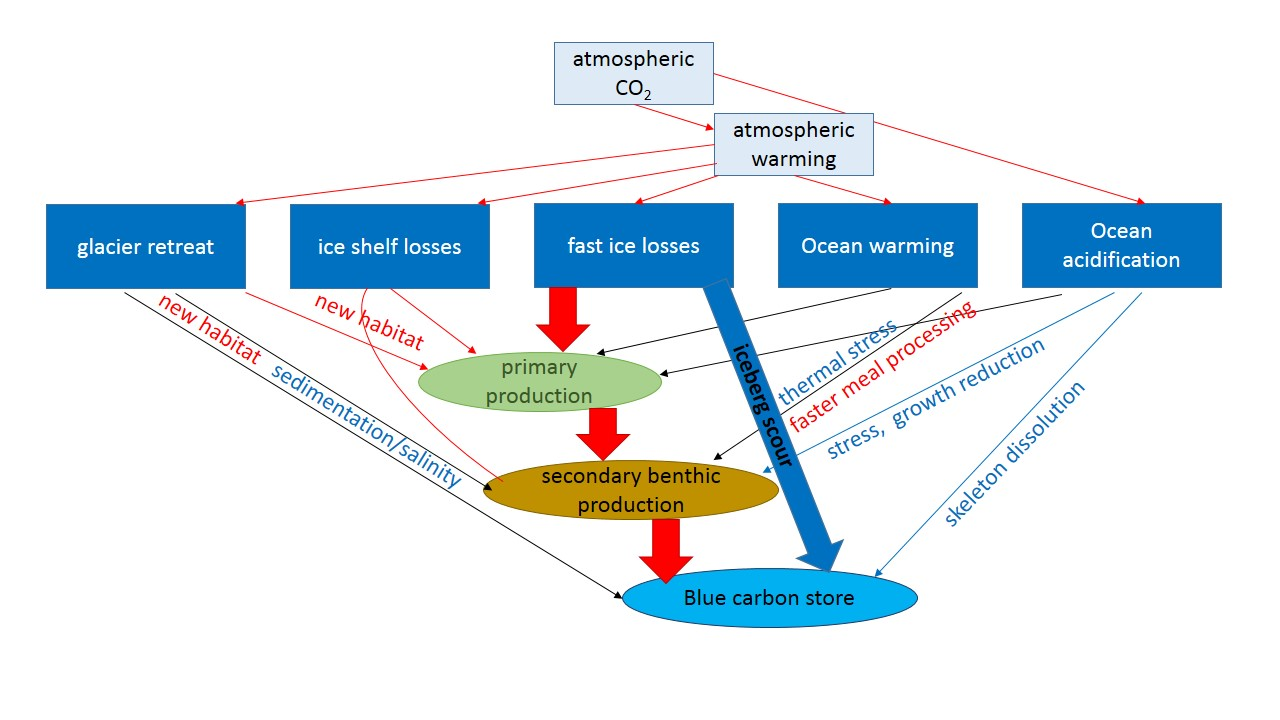 atmospheric
CO₂
atmospheric
warming
glacier retreat
ice shelf losses
fast ice losses
Ocean warming
Ocean
acidification
new habitat
sedimentation/salinity
new habitat
primary
production
iceberg scour
thermal stress
faster meal processing
stress, growth reduction
skeleton dissolution
secondary benthic
production
Blue carbon store